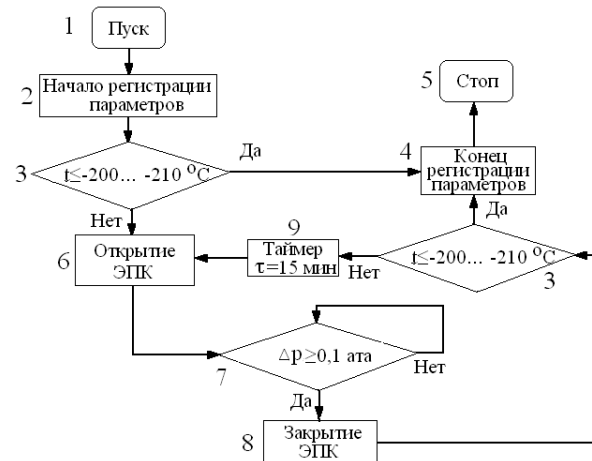 1
Пуск
2
Начало регистрации
параметров
3
t≤-200... -210 °C
Да
Нет
5
Стоп
4
Конец
регистрации
параметров
Да
9
Таймер
τ=15 мин
Нет
t≤-200... -210 °C
3
6
Открытие
ЭПК
7
Δp≥0,1 ата
Нет
Да
8
Закрытие
ЭПК